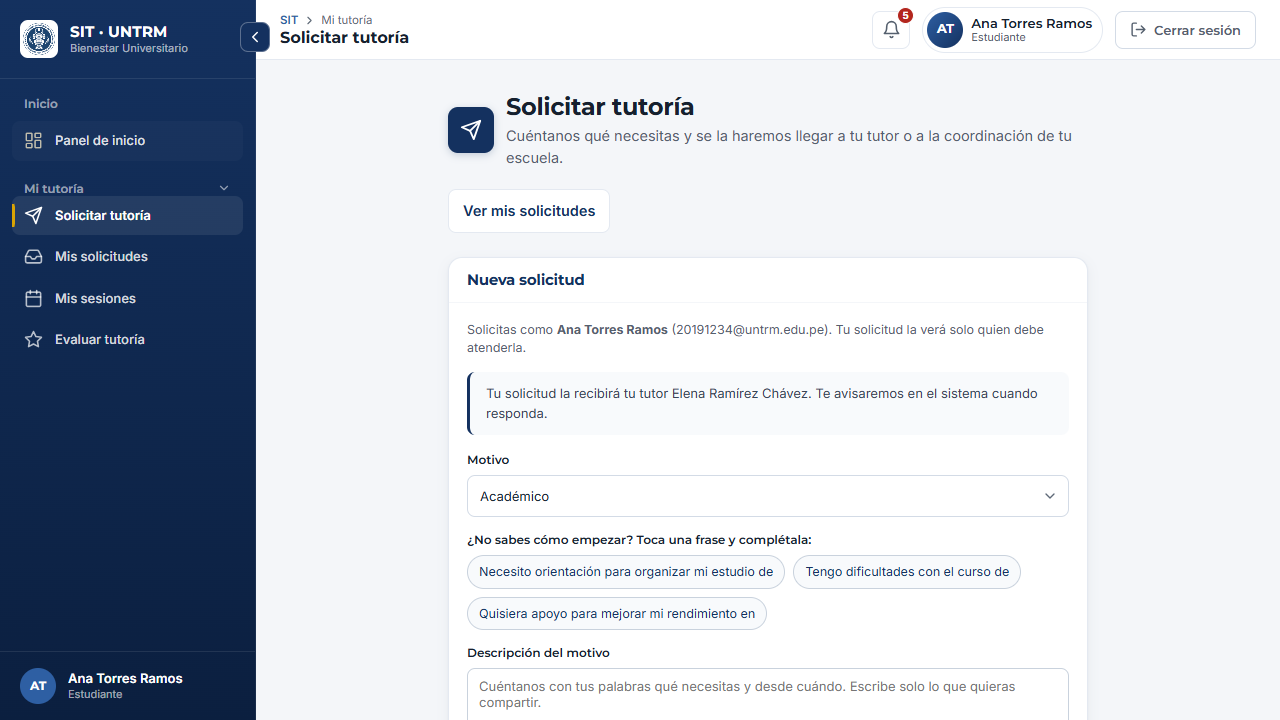 SIT · UNTRM
Bienestar Universitario
Inicio
Panel de inicio
Mi tutoría
Solicitar tutoría
Mis solicitudes
Mis sesiones
Evaluar tutoría
AT
Ana Torres Ramos
Estudiante
SIT > Mi tutoría
Solicitar tutoría
5
AT
Ana Torres Ramos
Estudiante
Cerrar sesión
Solicitar tutoría
Cuéntanos qué necesitas y se la haremos llegar a tu tutor o a la coordinación de tu
escuela.
Ver mis solicitudes
Nueva solicitud
Solicitas como Ana Torres Ramos (20191234@untrm.edu.pe). Tu solicitud la verá solo quien debe
atenderla.
Tu solicitud la recibirá tu tutor Elena Ramírez Chávez. Te avisaremos en el sistema cuando
responda.
Motivo
Académico
¿No sabes cómo empezar? Toca una frase y complétala:
Necesito orientación para organizar mi estudio de
Tengo dificultades con el curso de
Quisiera apoyo para mejorar mi rendimiento en
Descripción del motivo
Cuéntanos con tus palabras qué necesitas y desde cuándo. Escribe solo lo que quieras
compartir.